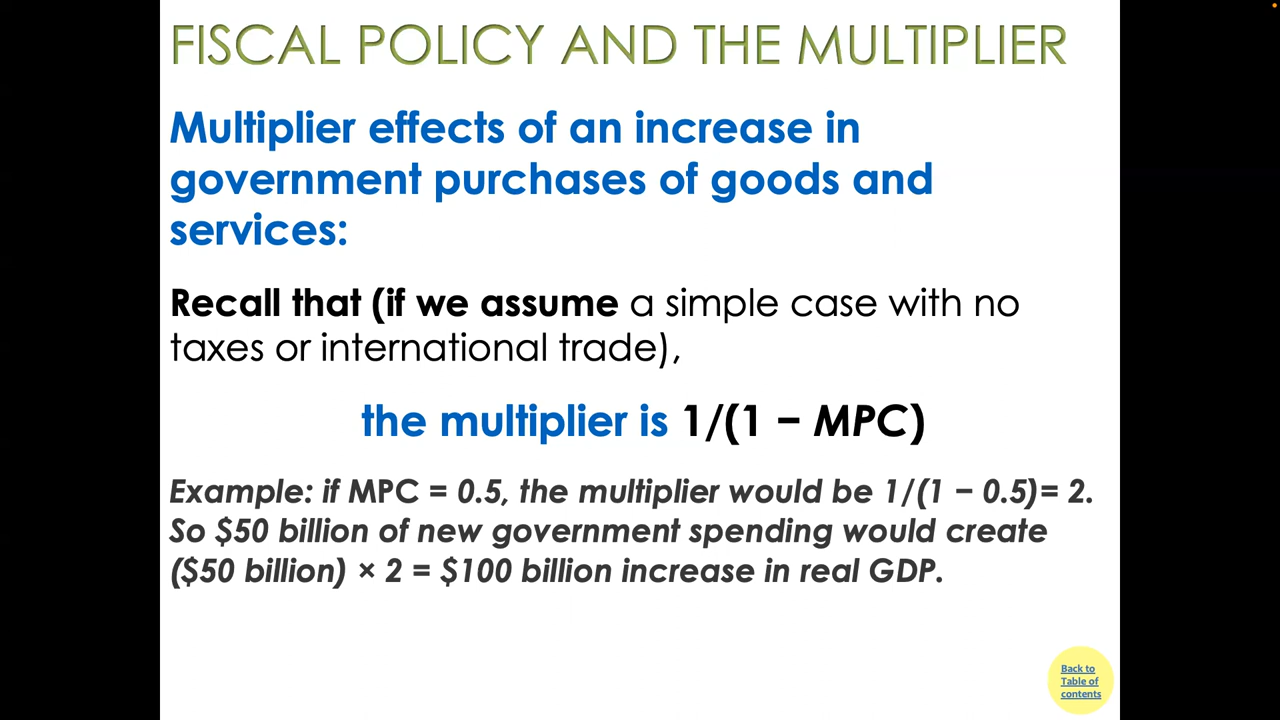 FISCAL POLICY AND THE MULTIPLIER
Multiplier effects of an increase in
government purchases of goods and
services:
Recall that (if we assume a simple case with no
taxes or international trade),
the multiplier is 1/(1 − MPC)
Example: if MPC = 0.5, the multiplier would be 1/(1 − 0.5)= 2.
So $50 billion of new government spending would create
($50 billion) × 2 = $100 billion increase in real GDP.
Back to
Table of
contents